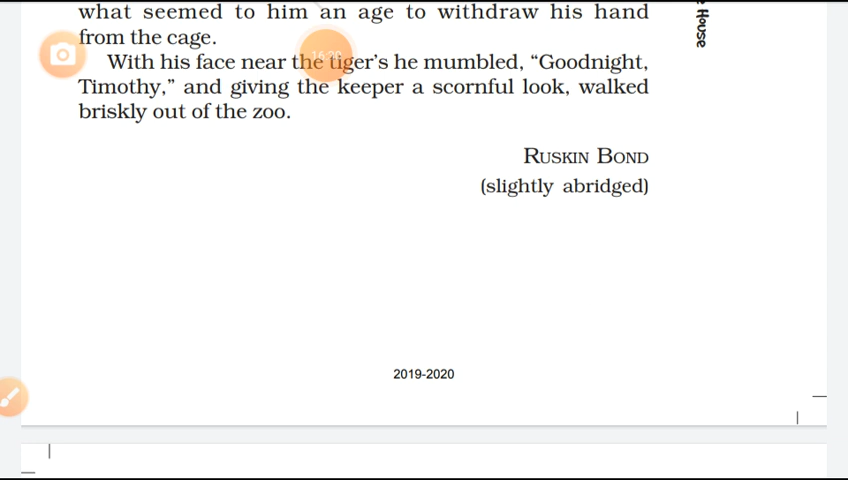 what seemed to him an age to withdraw his hand
from the cage.
With his face near the tiger's he mumbled, “Goodnight,
Timothy,” and giving the keeper a scornful look, walked
briskly out of the zoo.
RUSKIN BOND
(slightly abridged)
2019-2020
House
16:20